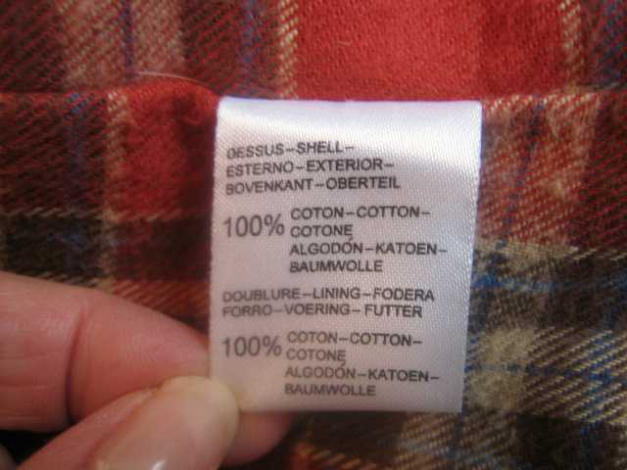 DESSUS-SHELL-
ESTERNO-EXTERIOR-
BOVENKANT-OBERTEIL
100% COTON-COTTON-
COTONE
ALGODÓN-KATOEN-
BAUMWOLLE
DOUBLURE-LINING-FODERA
FORRO-VOERING-FUTTER
100% COTON-COTTON-
COTONE
ALGODÓN-KATOEN-
BAUMWOLLE